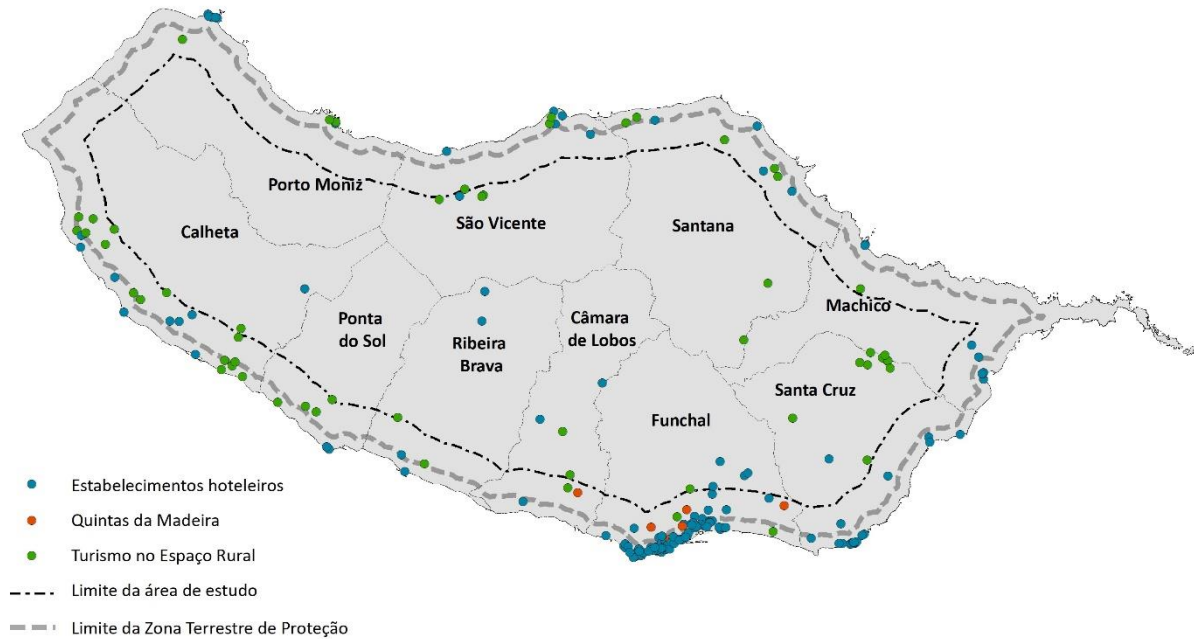 Porto Moniz
Calheta
São Vicente
Santana
Machico
Ponta
do Sol
Ribeira
Brava
Câmara
de Lobos
Santa Cruz
Funchal
Estabelecimentos hoteleiros
Quintas da Madeira
Turismo no Espaço Rural
Limite da área de estudo
Limite da Zona Terrestre de Proteção